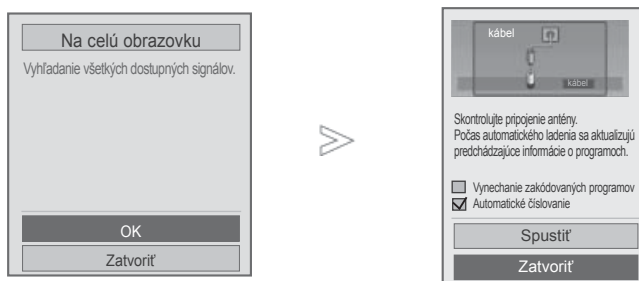 Na celú obrazovku
Vyhľadanie všetkých dostupných signálov.
OK
Zatvoriť
kábel
kábel
Skontrolujte pripojenie antény.
Počas automatického ladenia sa aktualizujú
predchádzajúce informácie o programoch.
Vynechanie zakódovaných programov
Automatické číslovanie
Spustiť
Zatvoriť